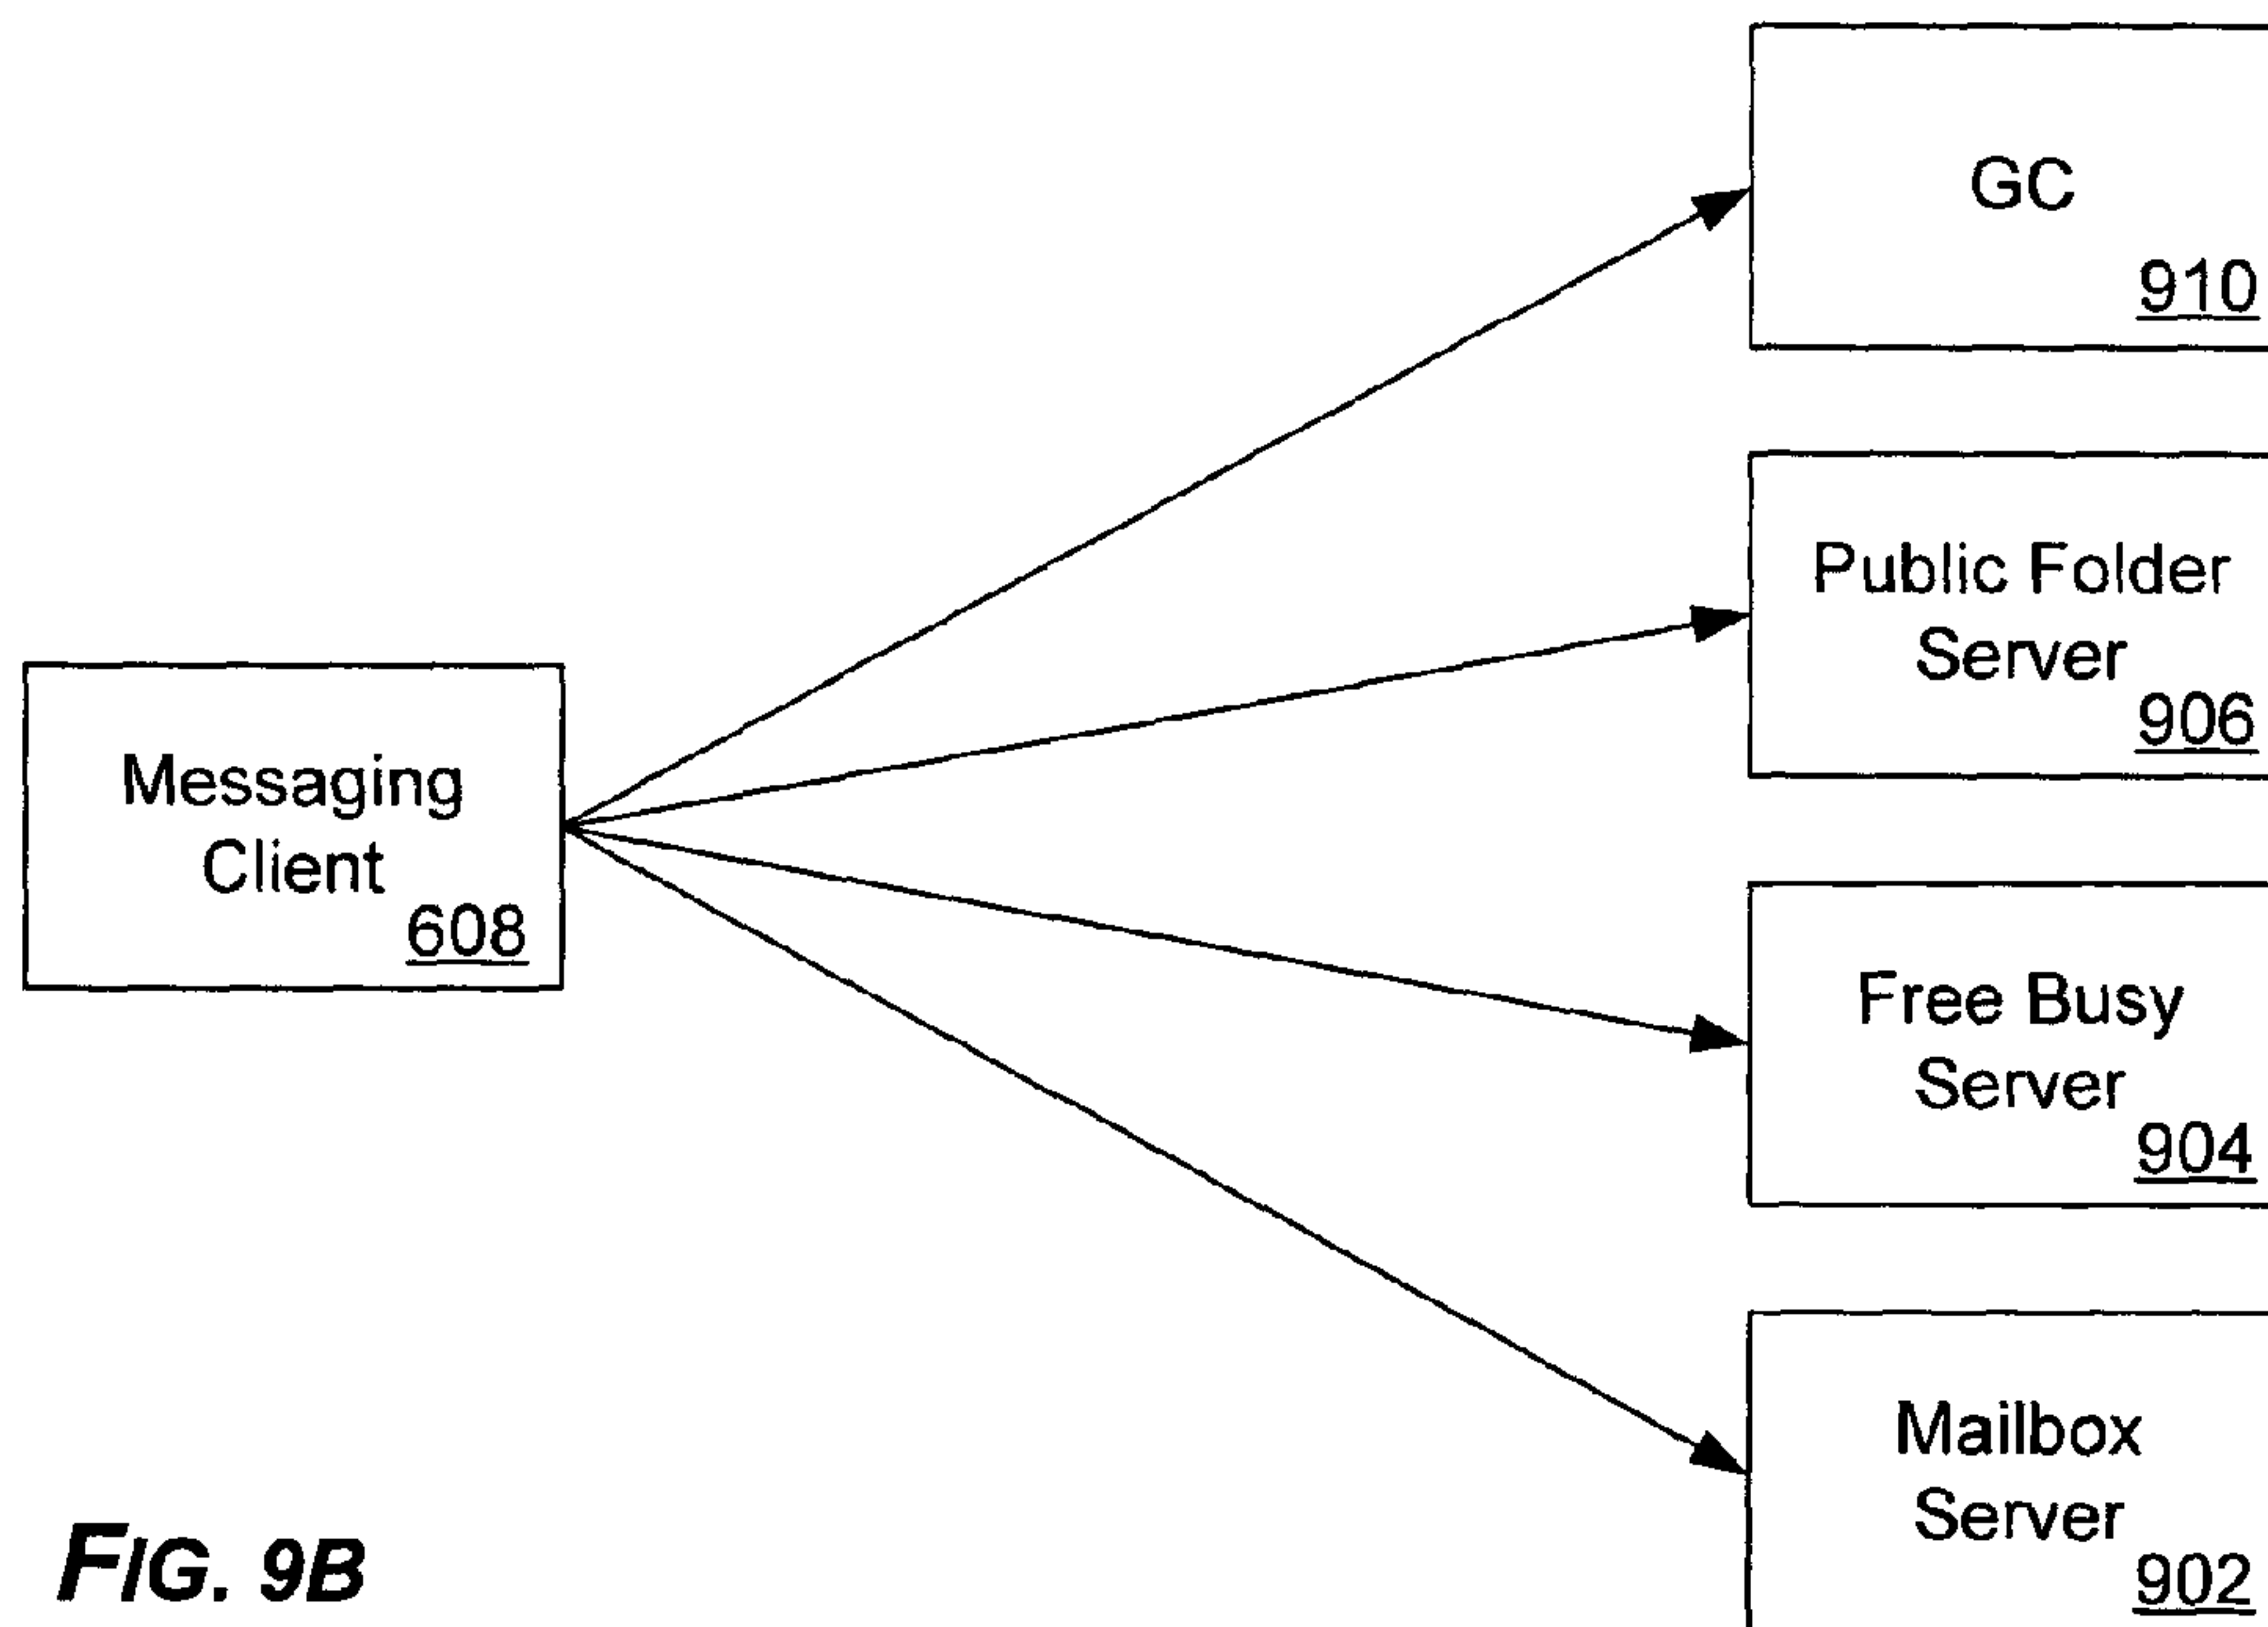 GC
910
Public Folder
Server
906
Messaging
Client
608
Free Busy
Server
904
Mailbox
Server
902
FIG. 9B